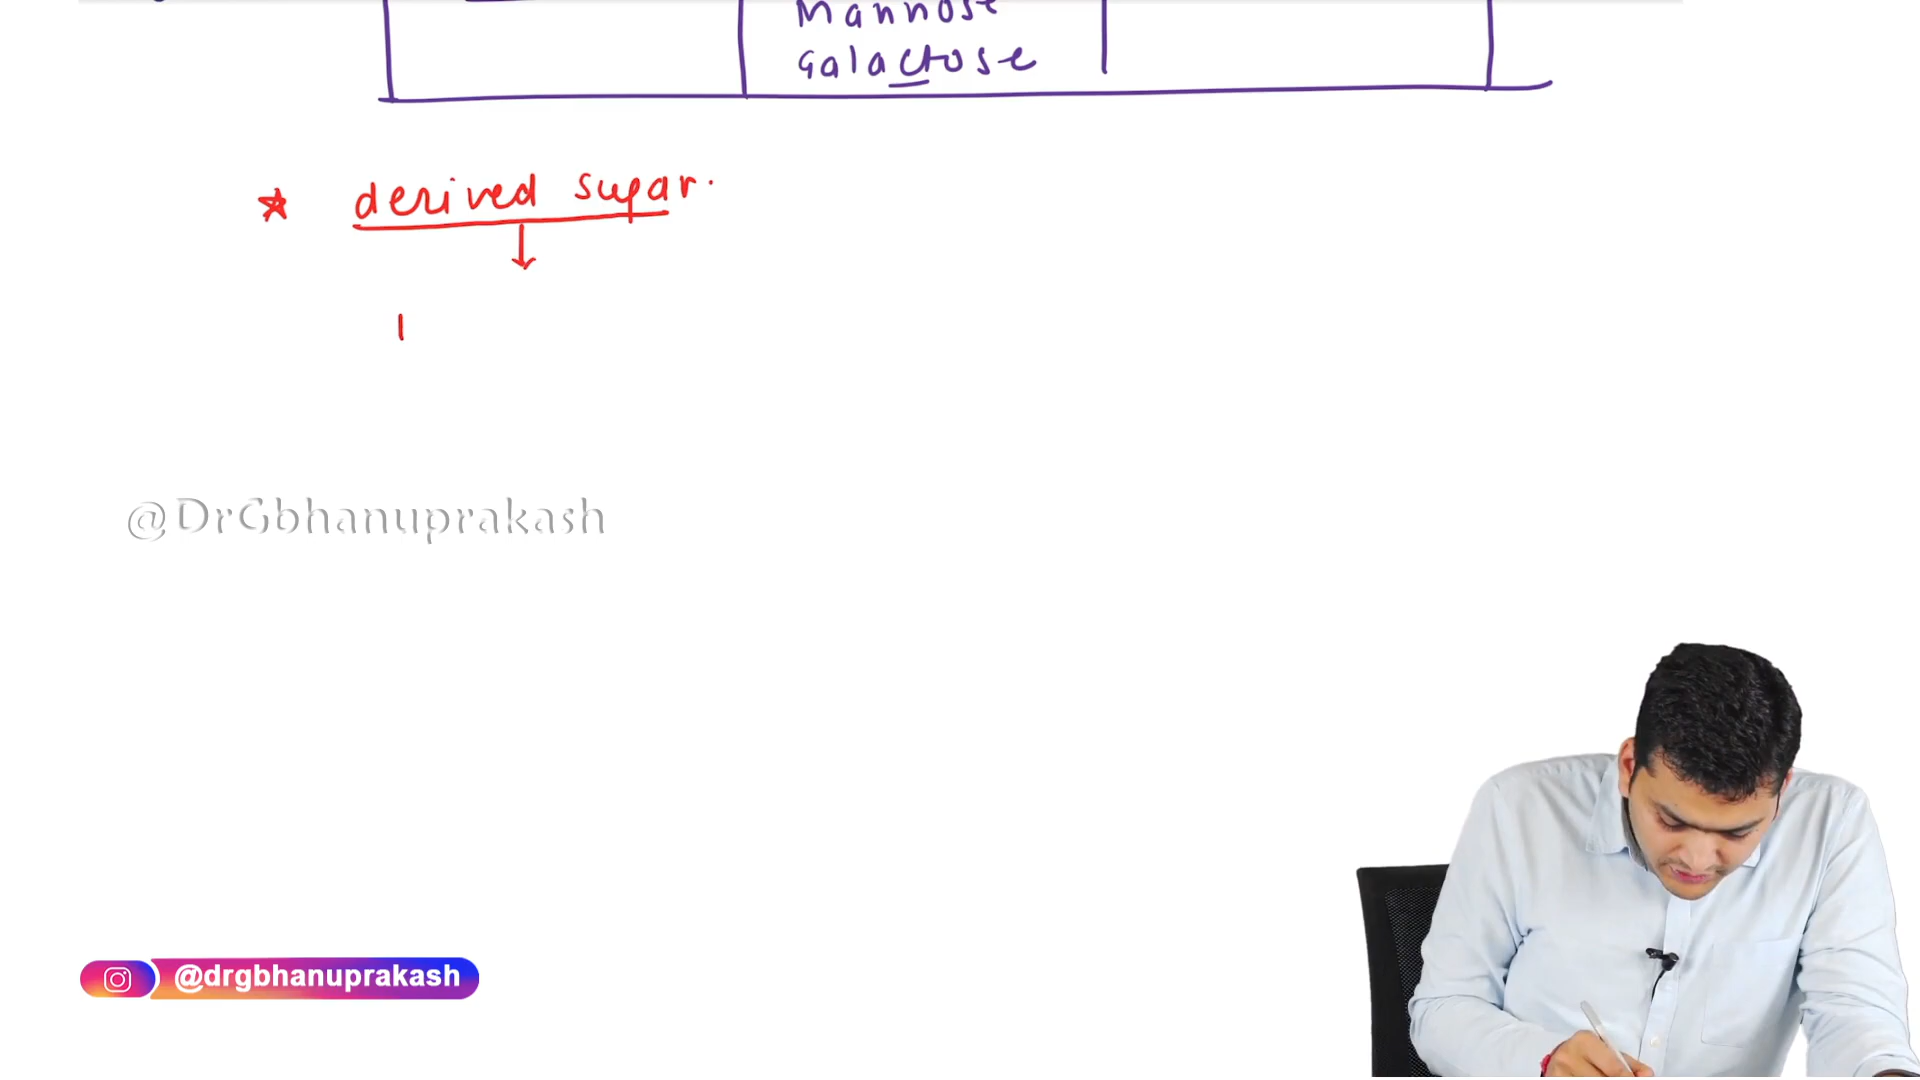 Mannose
Galactose
* derived sugar.
@DrGbhanuprakash
@drgbhanuprakash